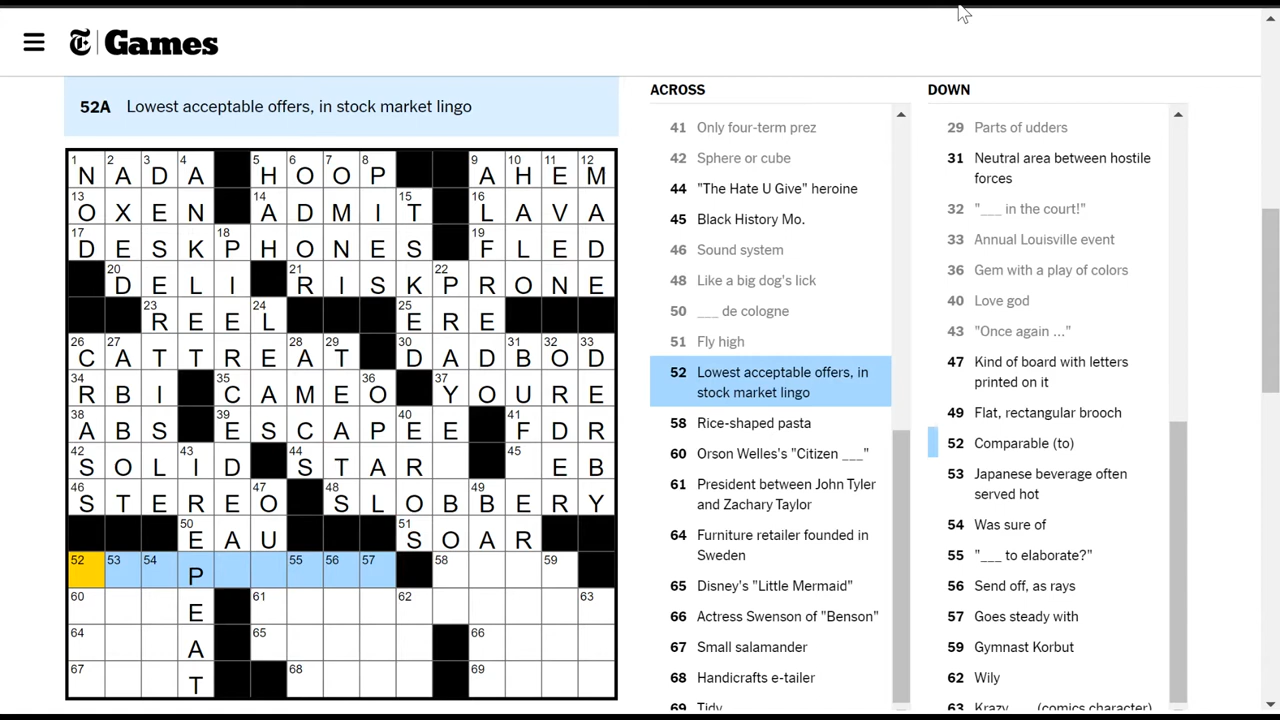 T Games
52A Lowest acceptable offers, in stock market lingo
1 2 3 4 5 6 7 8 9 10 11 12
N A D A H O O P A H E M
13 14 15 16
O X E N A D M I T L A V A
17 18 19
D E S K P H O N E S F L E D
20 21 22
D E L I R I S K P R O N E
23 24 25
R E E L E R E
26 27 28 29 30 31 32 33
C A T T R E A T D A D B O D
34 35 36 37
R B I C A M E O Y O U R E
38 39 40 41
A B S E S C A P E E F D R
42 43 44 45
S O L I D S T A R E B
46 47 48 49
S T E R E O S L O B B E R Y
50 51
E A U S O A R
52 53 54 55 56 57 58 59
P
60 61 62 63
E
64 65 66
A
67 68 69
T
ACROSS
41 Only four-term prez
42 Sphere or cube
44 "The Hate U Give" heroine
45 Black History Mo.
46 Sound system
48 Like a big dog's lick
50 ___ de cologne
51 Fly high
52 Lowest acceptable offers, in
stock market lingo
58 Rice-shaped pasta
60 Orson Welles's "Citizen ___"
61 President between John Tyler
and Zachary Taylor
64 Furniture retailer founded in
Sweden
65 Disney's "Little Mermaid"
66 Actress Swenson of "Benson"
67 Small salamander
68 Handicrafts e-tailer
69 Tidy
DOWN
29 Parts of udders
31 Neutral area between hostile
forces
32 "___ in the court!"
33 Annual Louisville event
36 Gem with a play of colors
40 Love god
43 "Once again ..."
47 Kind of board with letters
printed on it
49 Flat, rectangular brooch
52 Comparable (to)
53 Japanese beverage often
served hot
54 Was sure of
55 "___ to elaborate?"
56 Send off, as rays
57 Goes steady with
59 Gymnast Korbut
62 Wily
63 Krazy ___ (comics character)